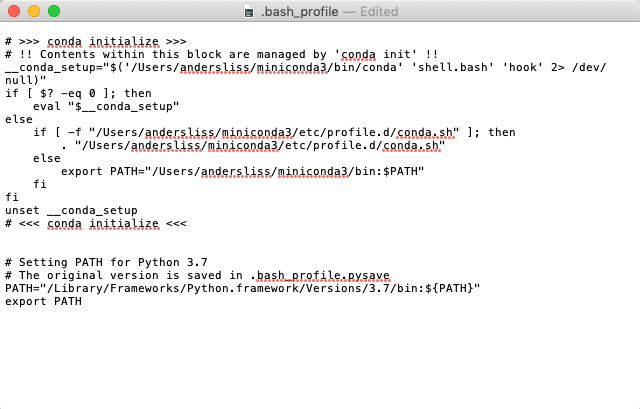 .bash_profile — Edited
# >>> conda initialize >>>
# !! Contents within this block are managed by 'conda init' !!
__conda_setup="$('/Users/andersliss/miniconda3/bin/conda' 'shell.bash' 'hook' 2> /dev/
null)"
if [ $? -eq 0 ]; then
    eval "$__conda_setup"
else
    if [ -f "/Users/andersliss/miniconda3/etc/profile.d/conda.sh" ]; then
        . "/Users/andersliss/miniconda3/etc/profile.d/conda.sh"
    else
        export PATH="/Users/andersliss/miniconda3/bin:$PATH"
    fi
fi
unset __conda_setup
# <<< conda initialize <<<
# Setting PATH for Python 3.7
# The original version is saved in .bash_profile.pysave
PATH="/Library/Frameworks/Python.framework/Versions/3.7/bin:${PATH}"
export PATH